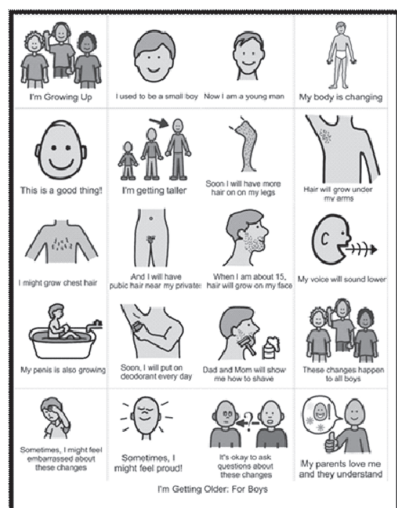 I'm Growing Up
I used to be a small boy
Now I am a young man
My body is changing
This is a good thing!!
I'm getting taller
Soon I will have more
hair on on my legs
Hair will grow under
my arms
I might grow chest hair
And I will have
pubic hair near my private
When I am about 15,
hair will grow on my face
My voice will sound lower
My penis is also growing
Soon, I will put on
deodorant every day
Dad and Mom will show
me how to shave
These changes happen
to all boys
Sometimes, I might feel
embarrassed about
these changes
Sometimes, I
might feel proud!
It's okay to ask
questions about
these changes
My parents love me
and they understand
I'm Getting Older: For Boys